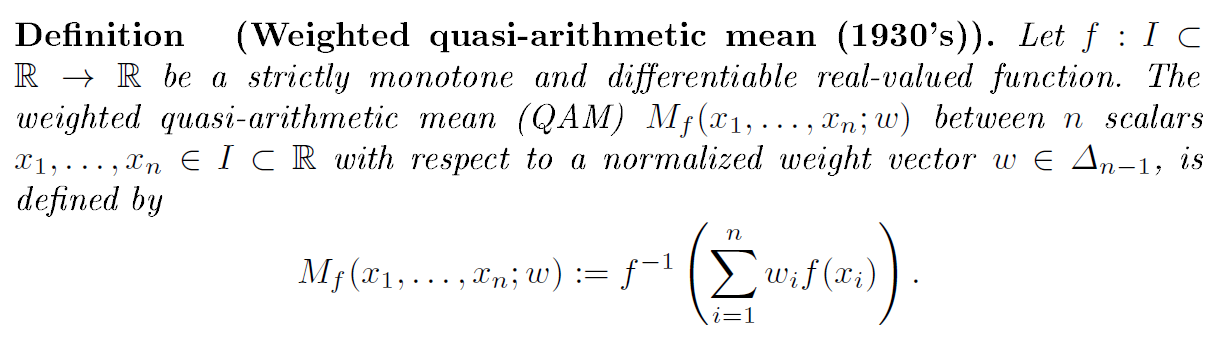 Definition (Weighted quasi-arithmetic mean (1930's)). Let f : I ⊂
ℝ → ℝ be a strictly monotone and differentiable real-valued function. The
weighted quasi-arithmetic mean (QAM) M_f(x_1, . . . , x_n; w) between n scalars
x_1, . . . , x_n ∈ I ⊂ ℝ with respect to a normalized weight vector w ∈ Δ_{n−1}, is
defined by
M_f(x_1, . . . , x_n; w) := f^{−1} ( ∑_{i=1}^{n} w_i f(x_i) ) .